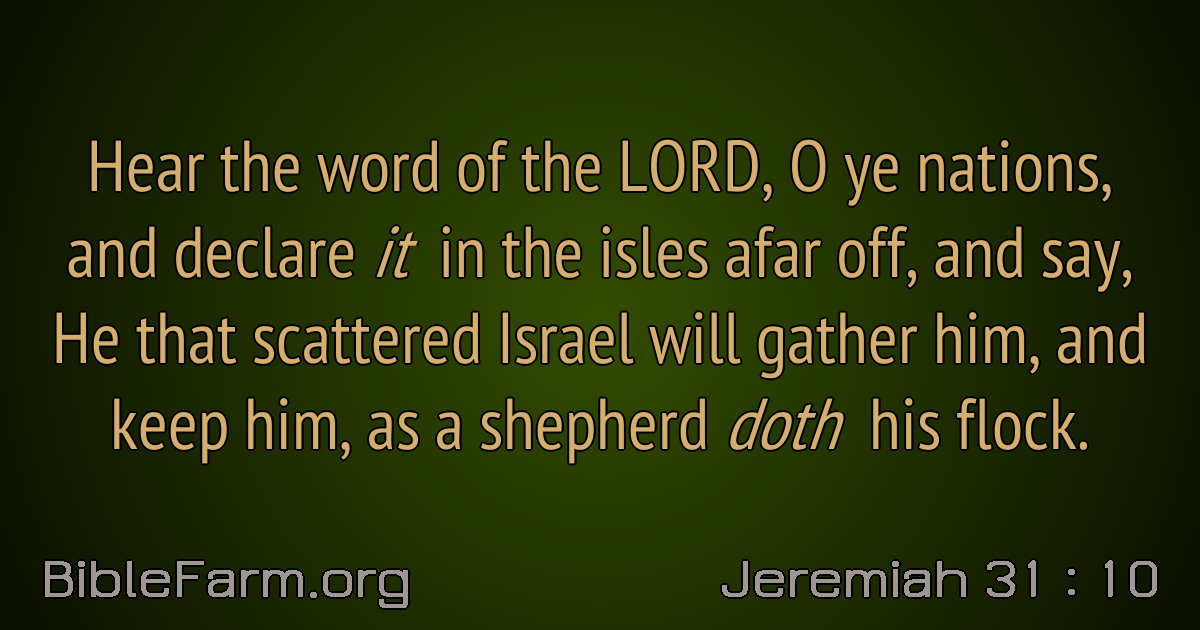 Hear the word of the LORD, O ye nations,
and declare it in the isles afar off, and say,
He that scattered Israel will gather him, and
keep him, as a shepherd doth his flock.
BibleFarm.org
Jeremiah 31 : 10